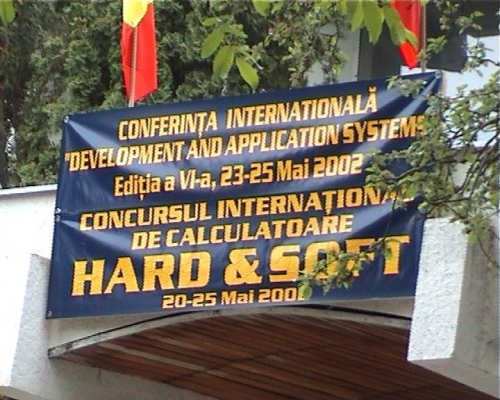 CONFERINȚA INTERNATIONALĂ
"DEVELOPMENT AND APPLICATION SYSTEMS
Ediția a VI-a, 23-25 Mai 2002
CONCURSUL INTERNAȚIONAL
DE CALCULATOARE
HARD & SOFT
20-25 Mai 2002